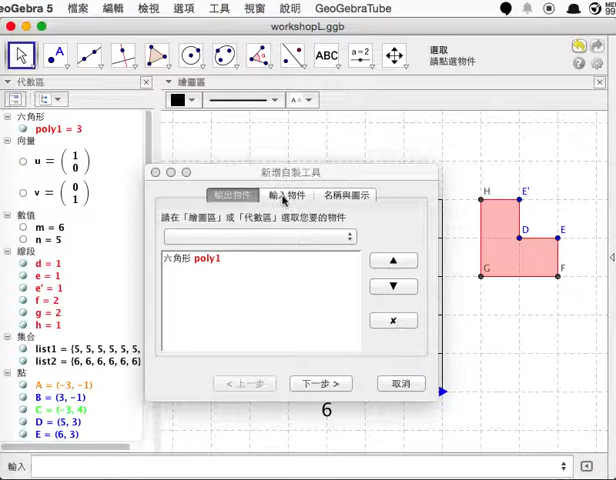 eoGebra 5 檔案 編輯 檢視 選項 工具 視窗 說明 GeoGebraTube
workshopL.ggb
A ABC a=2 選取
請點選物件
代數區 繪圖區
六角形
poly1 = 3
向量
u = (1 0)
v = (0 1)
數值
m = 6
n = 5
線段
d = 1
e = 1
e' = 1
f = 2
g = 2
h = 1
集合
list1 = {5, 5, 5, 5, 5,
list2 = {6, 6, 6, 6, 6,
點
A = (-3, -1)
B = (3, -1)
C = (-3, 4)
D = (5, 3)
E = (6, 3)
新增自製工具
輸出物件 輸入物件 名稱與圖示
請在「繪圖區」或「代數區」選取您要的物件
六角形 poly1
< 上一步 下一步 > 取消
H E'
D E
G F
6
輸入